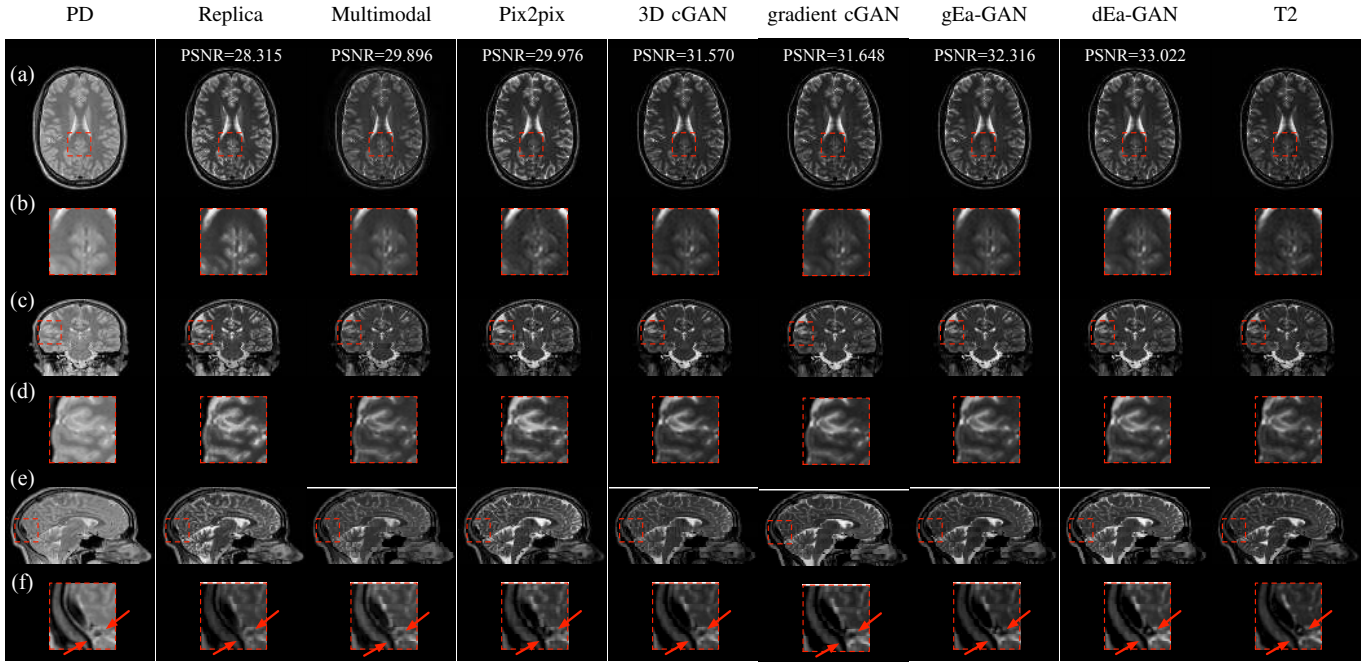 PD Replica Multimodal Pix2pix 3D cGAN gradient cGAN gEa-GAN dEa-GAN T2
PSNR=28.315 PSNR=29.896 PSNR=29.976 PSNR=31.570 PSNR=31.648 PSNR=32.316 PSNR=33.022
(a)
(b)
(c)
(d)
(e)
(f)